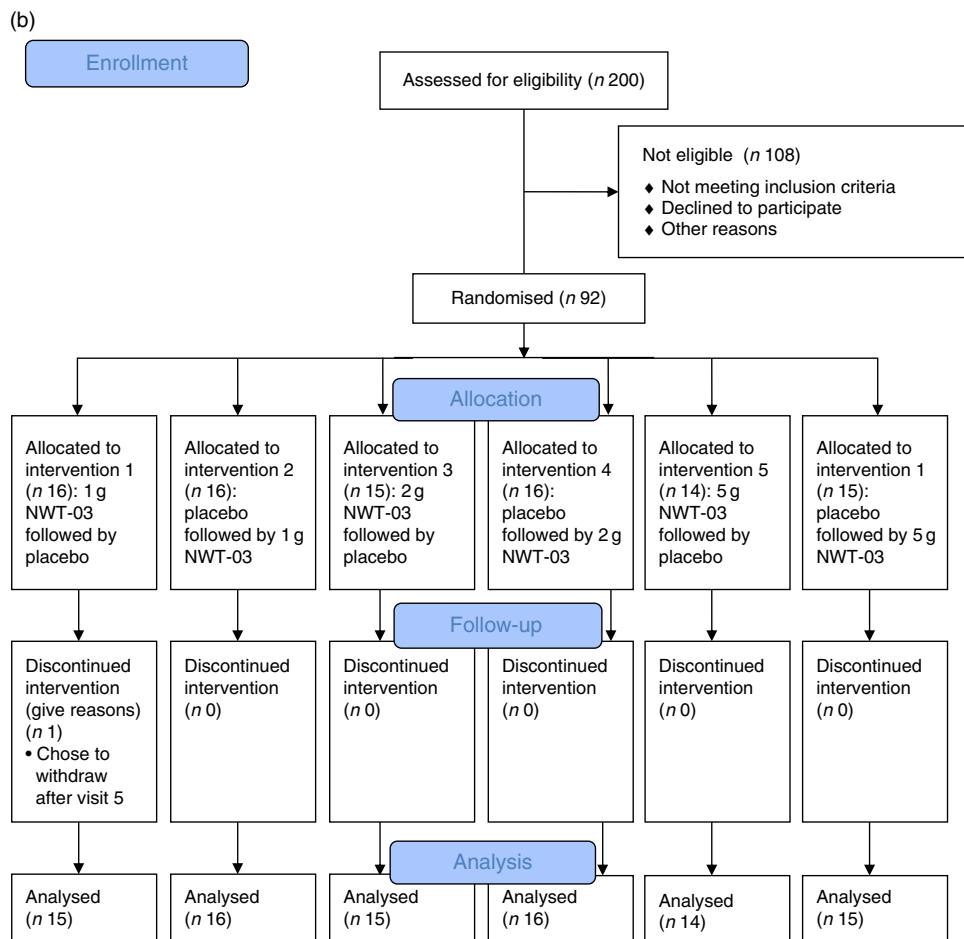 (b)
Enrollment
Assessed for eligibility (n 200)
Not eligible (n 108)
♦ Not meeting inclusion criteria
♦ Declined to participate
♦ Other reasons
Randomised (n 92)
Allocation
Allocated to
intervention 1
(n 16): 1 g
NWT-03
followed by
placebo
Allocated to
intervention 2
(n 16):
placebo
followed by 1 g
NWT-03
Allocated to
intervention 3
(n 15): 2 g
NWT-03
followed by
placebo
Allocated to
intervention 4
(n 16):
placebo
followed by 2 g
NWT-03
Allocated to
intervention 5
(n 14): 5 g
NWT-03
followed by
placebo
Allocated to
intervention 1
(n 15):
placebo
followed by 5 g
NWT-03
Follow-up
Discontinued
intervention
(give reasons)
(n 1)
• Chose to
withdraw
after visit 5
Discontinued
intervention
(n 0)
Discontinued
intervention
(n 0)
Discontinued
intervention
(n 0)
Discontinued
intervention
(n 0)
Discontinued
intervention
(n 0)
Analysis
Analysed
(n 15)
Analysed
(n 16)
Analysed
(n 15)
Analysed
(n 16)
Analysed
(n 14)
Analysed
(n 15)